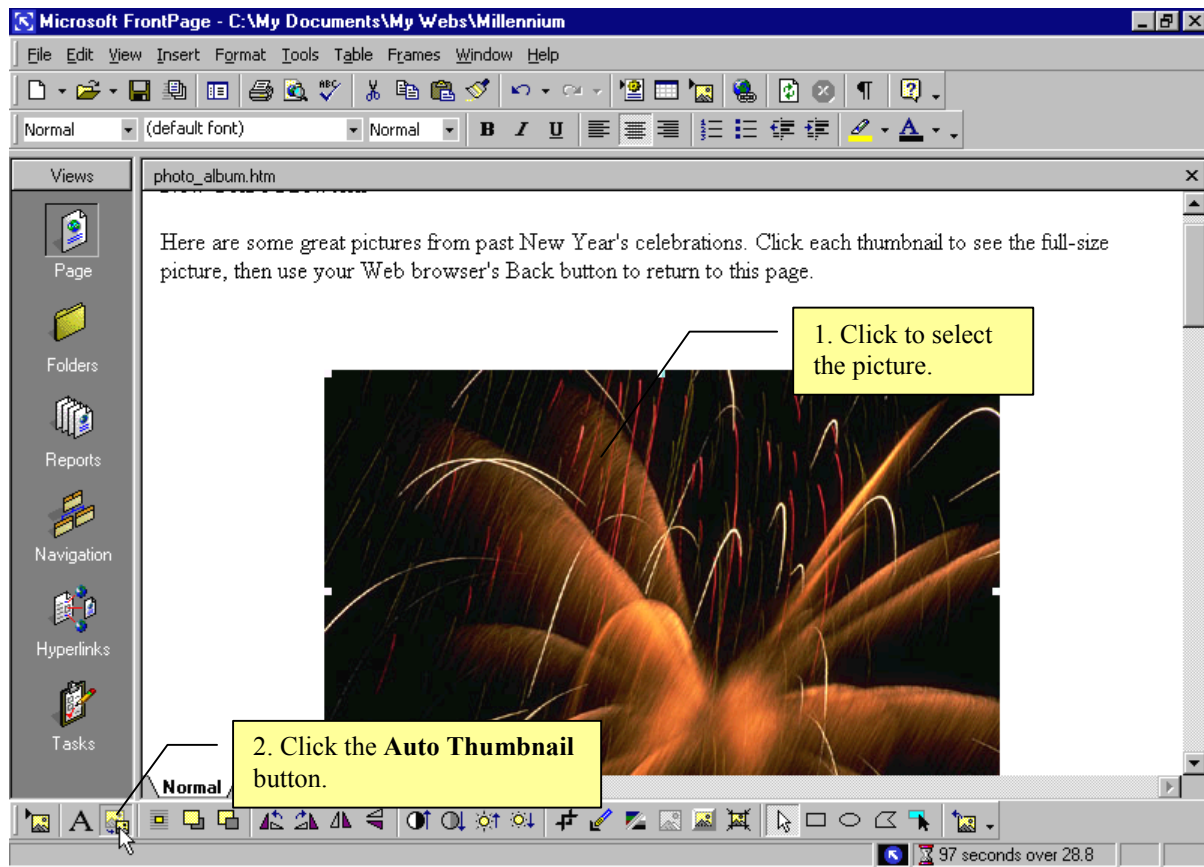 Microsoft FrontPage - C:\My Documents\My Webs\Millennium
File Edit View Insert Format Tools Table Frames Window Help
ABC
Normal (default font) Normal B I U A
Views
photo_album.htm
Page
Folders
Reports
Navigation
Hyperlinks
Tasks
Here are some great pictures from past New Year's celebrations. Click each thumbnail to see the full-size
picture, then use your Web browser's Back button to return to this page.
1. Click to select
the picture.
2. Click the Auto Thumbnail
button.
Normal
A
97 seconds over 28.8